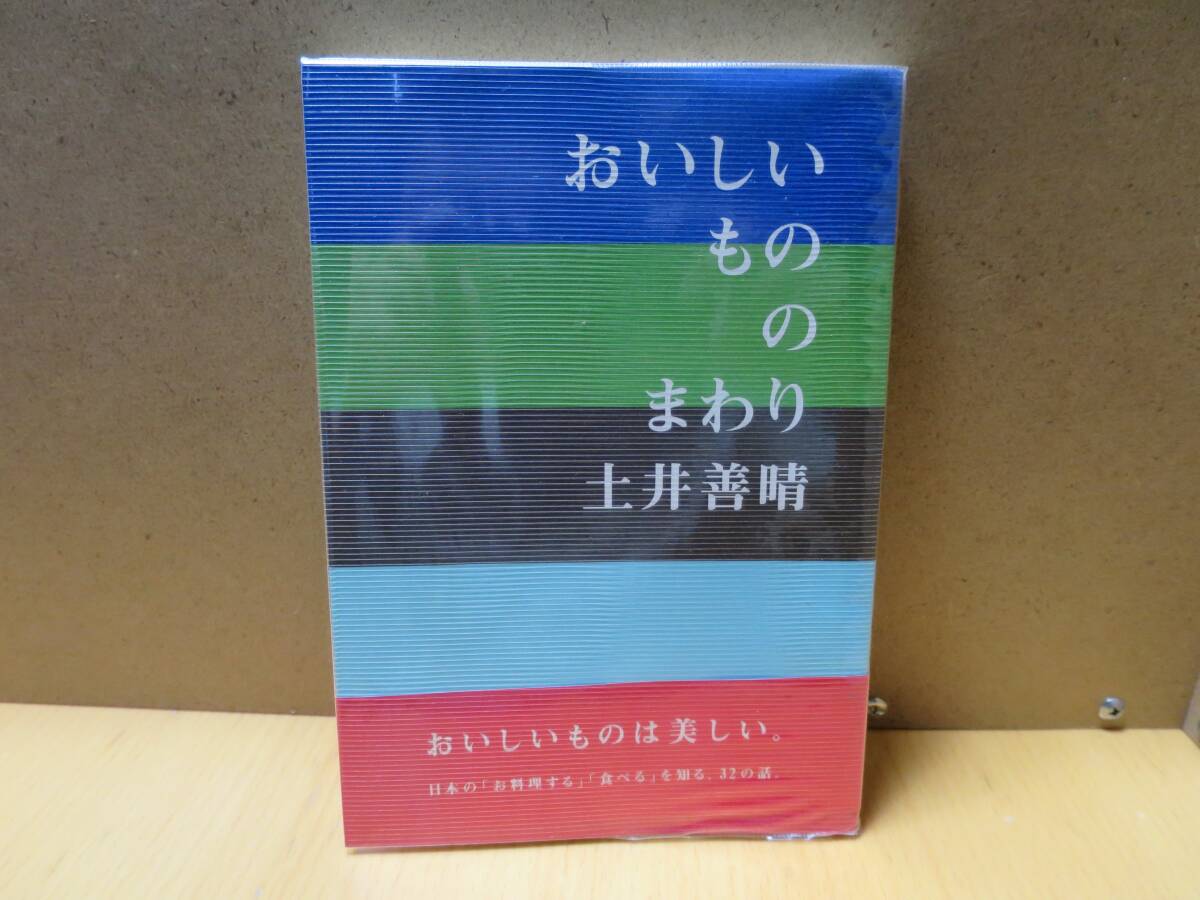 おいしい
もの
の
まわり
土井善晴
おいしいものは美しい。
日本の「お料理する」「食べる」を知る、32の話。